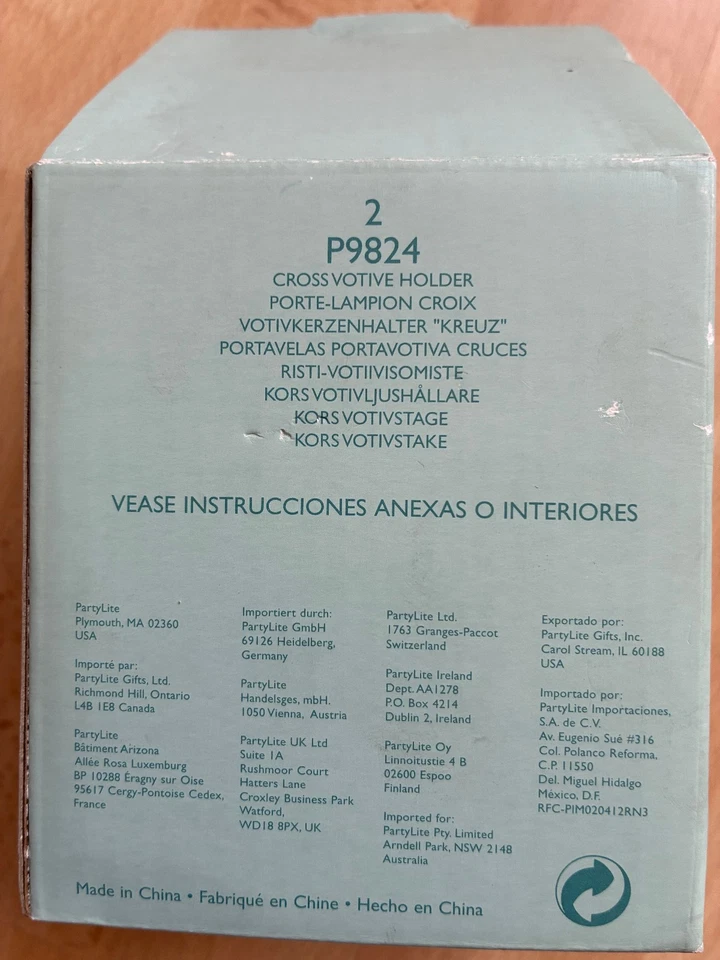 2
P9824
CROSS VOTIVE HOLDER
PORTE-LAMPION CROIX
VOTIVKERZENHALTER "KREUZ"
PORTAVELAS PORTAVOTIVA CRUCES
RISTI-VOTIIVISOMISTE
KORS VOTIVLJUSHÅLLARE
KORS VOTIVSTAGE
KORS VOTIVSTAKE
VEASE INSTRUCCIONES ANEXAS O INTERIORES
PartyLite
Plymouth, MA 02360
USA
Importé par:
PartyLite Gifts, Ltd.
Richmond Hill, Ontario
L4B 1E8 Canada
PartyLite
Bâtiment Arizona
Allée Rosa Luxemburg
BP 10288 Éragny sur Oise
95617 Cergy-Pontoise Cedex,
France
Importiert durch:
PartyLite GmbH
69126 Heidelberg,
Germany
PartyLite
Handelsges, mbH.
1050 Vienna, Austria
PartyLite UK Ltd
Suite 1A
Rushmoor Court
Hatters Lane
Croxley Business Park
Watford,
WD18 8PX, UK
PartyLite Ltd.
1763 Granges-Paccot
Switzerland
PartyLite Ireland
Dept. AA1278
P.O. Box 4214
Dublin 2, Ireland
PartyLite Oy
Linnoitustie 4 B
02600 Espoo
Finland
Imported for:
PartyLite Pty. Limited
Arndell Park, NSW 2148
Australia
Exportado por:
PartyLite Gifts, Inc.
Carol Stream, IL 60188
USA
Importado por:
PartyLite Importaciones,
S.A. de C.V.
Av. Eugenio Sué #316
Col. Polanco Reforma,
C.P. 11550
Del. Miguel Hidalgo
México, D.F.
RFC-PIM020412RN3
Made in China • Fabriqué en Chine • Hecho en China